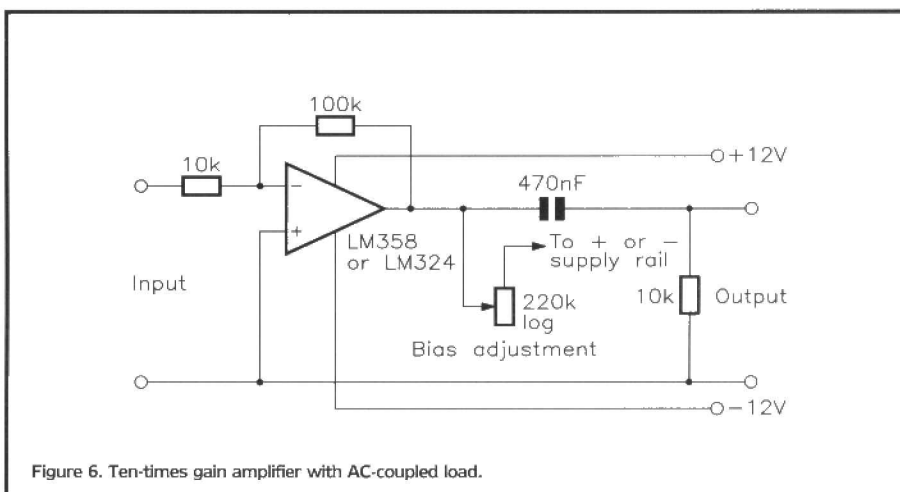 100k
10k
+12V
470nF
−
+
LM358
or LM324
To + or −
supply rail
Input
220k
log
10k
Output
Bias adjustment
−12V
Figure 6. Ten-times gain amplifier with AC-coupled load.